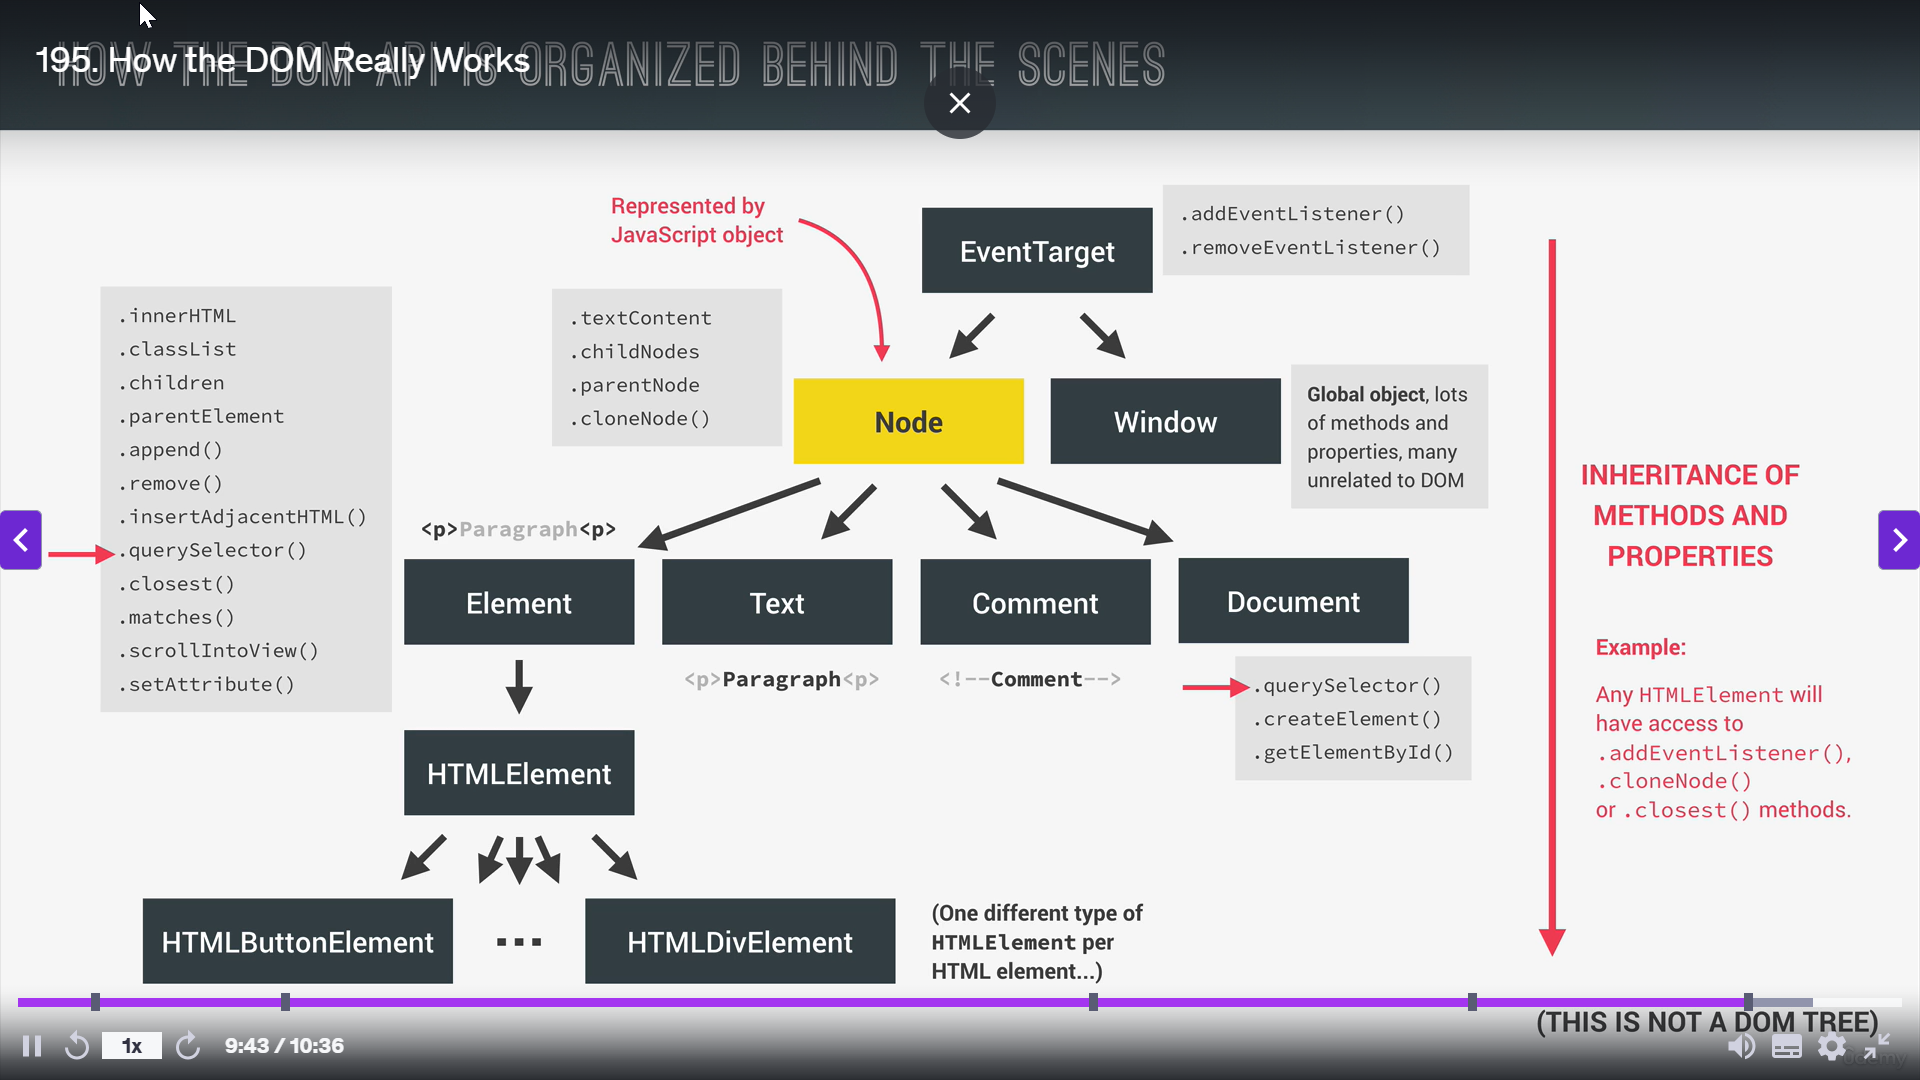 195. How the DOM Really Works
HOW THE DOM API IS ORGANIZED BEHIND THE SCENES
Represented by
JavaScript object
EventTarget
.addEventListener()
.removeEventListener()
.innerHTML
.classList
.children
.parentElement
.append()
.remove()
.insertAdjacentHTML()
.querySelector()
.closest()
.matches()
.scrollIntoView()
.setAttribute()
.textContent
.childNodes
.parentNode
.cloneNode()
Node
Window
Global object, lots
of methods and
properties, many
unrelated to DOM
<p>Paragraph<p>
Element
Text
Comment
Document
<p>Paragraph<p>
<!--Comment-->
.querySelector()
.createElement()
.getElementById()
HTMLElement
HTMLButtonElement
...
HTMLDivElement
(One different type of
HTMLElement per
HTML element...)
INHERITANCE OF
METHODS AND
PROPERTIES
Example:
Any HTMLElement will
have access to
.addEventListener(),
.cloneNode()
or .closest() methods.
(THIS IS NOT A DOM TREE)
1x
9:43 / 10:36
Udemy